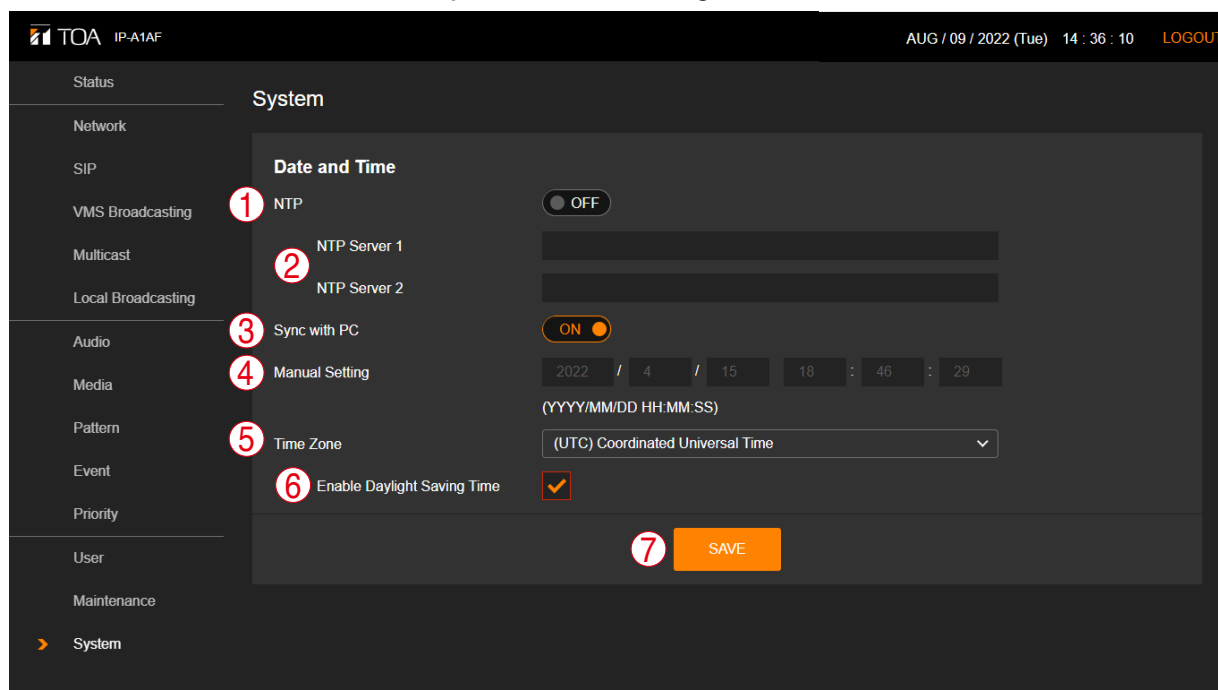 TOA IP-A1AF AUG / 09 / 2022 (Tue) 14 : 36 : 10 LOGOUT
Status
Network
SIP
VMS Broadcasting
Multicast
Local Broadcasting
Audio
Media
Pattern
Event
Priority
User
Maintenance
System
System
Date and Time
1 NTP OFF
2
NTP Server 1
NTP Server 2
3 Sync with PC ON
4 Manual Setting 2022 / 4 / 15 18 : 46 : 29
(YYYY/MM/DD HH:MM:SS)
5 Time Zone (UTC) Coordinated Universal Time
6 Enable Daylight Saving Time
7 SAVE